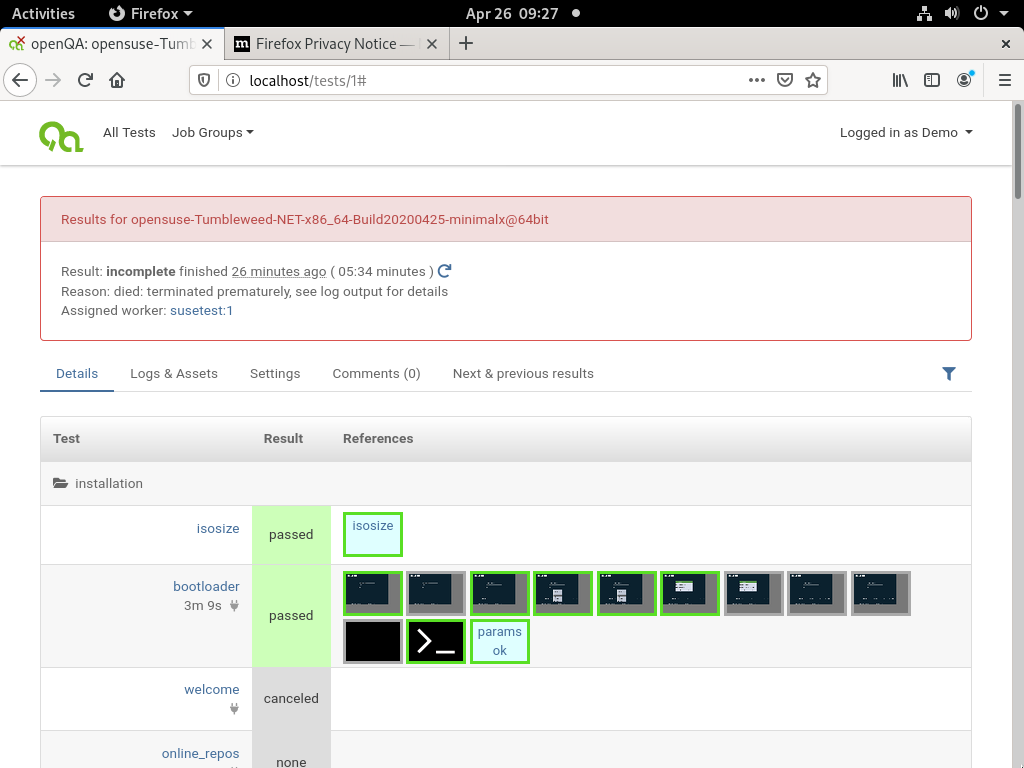 Activities
Firefox
Apr 26 09:27
openQA: opensuse-Tumb
Firefox Privacy Notice —
localhost/tests/1#
All Tests
Job Groups
Logged in as Demo
Results for opensuse-Tumbleweed-NET-x86_64-Build20200425-minimalx@64bit
Result: incomplete finished 26 minutes ago ( 05:34 minutes )
Reason: died: terminated prematurely, see log output for details
Assigned worker: susetest:1
Details
Logs & Assets
Settings
Comments (0)
Next & previous results
Test
Result
References
installation
isosize
passed
isosize
bootloader
3m 9s
passed
params
ok
welcome
canceled
online_repos
none